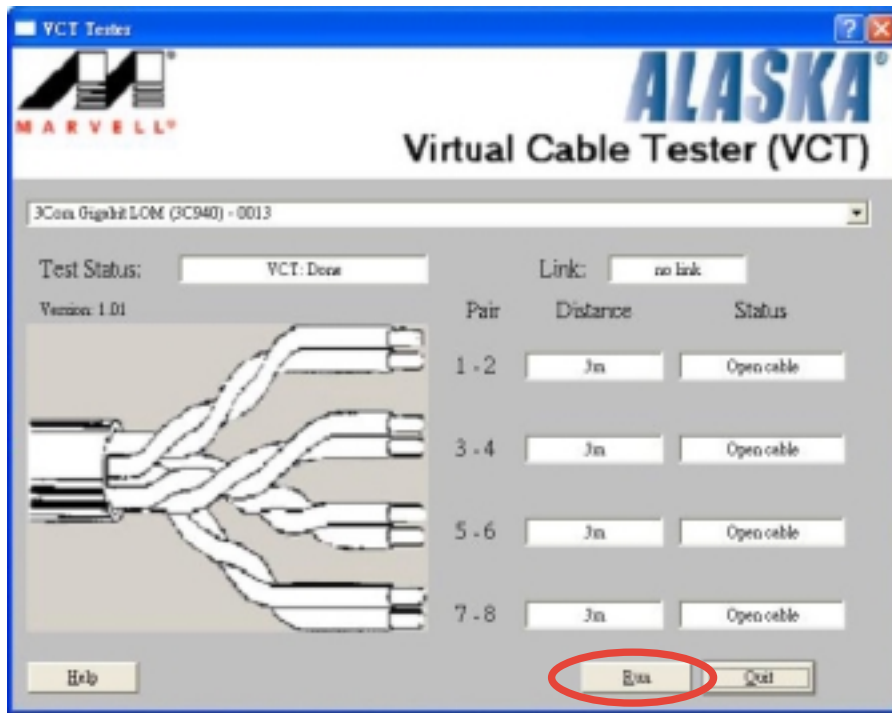 VCT Tester
MARVELL®
ALASKA®
Virtual Cable Tester (VCT)
3Com Gigabit LOM (3C940) - 0013
Test Status: VCT: Done Link: no link
Version: 1.01
Pair Distance Status
1 - 2 3m Open cable
3 - 4 3m Open cable
5 - 6 3m Open cable
7 - 8 3m Open cable
Help Run Quit